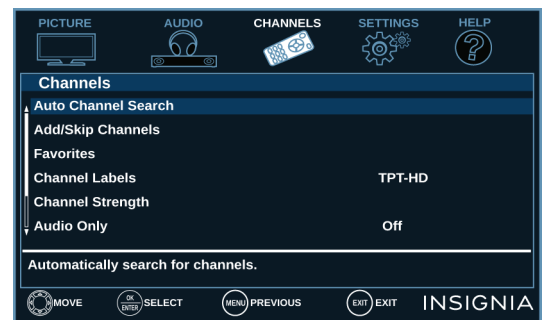 PICTURE AUDIO CHANNELS SETTINGS HELP
Channels
Auto Channel Search
Add/Skip Channels
Favorites
Channel Labels TPT-HD
Channel Strength
Audio Only Off
Automatically search for channels.
MOVE OK ENTER SELECT MENU PREVIOUS EXIT EXIT INSIGNIA